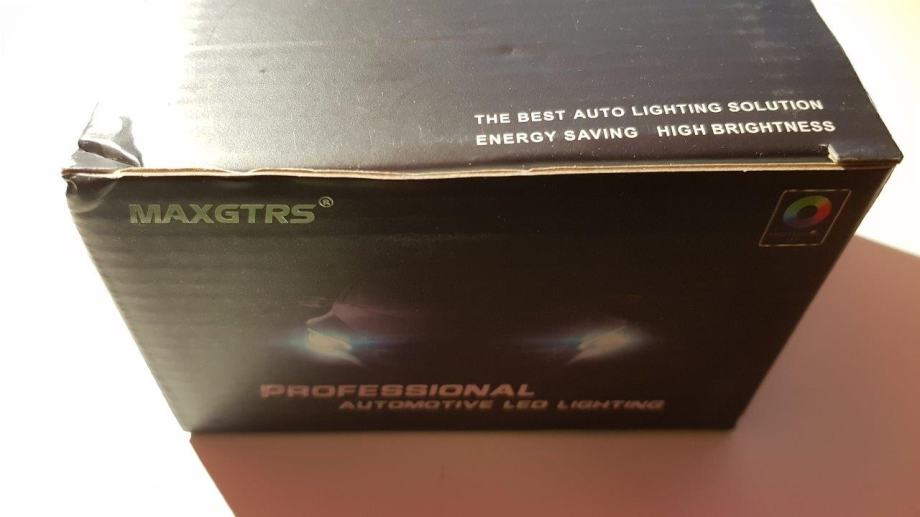 THE BEST AUTO LIGHTING SOLUTION
ENERGY SAVING HIGH BRIGHTNESS
MAXGTRS®
PROFESSIONAL
AUTOMOTIVE LED LIGHTING